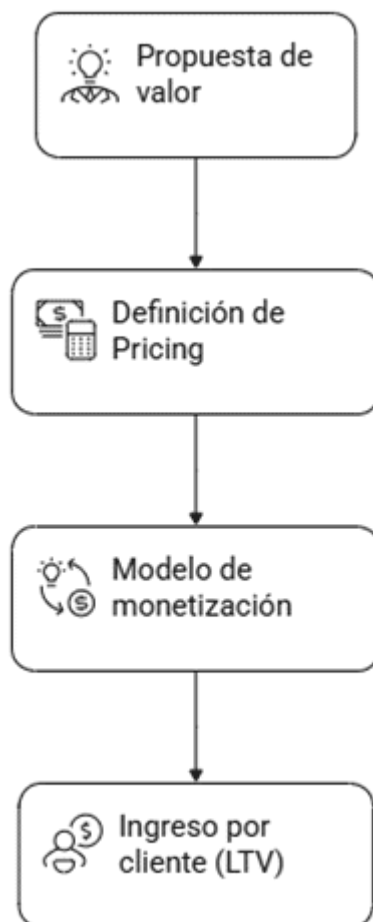 Propuesta de
valor
$
Definición de
Pricing
$
Modelo de
monetización
$
Ingreso por
cliente (LTV)